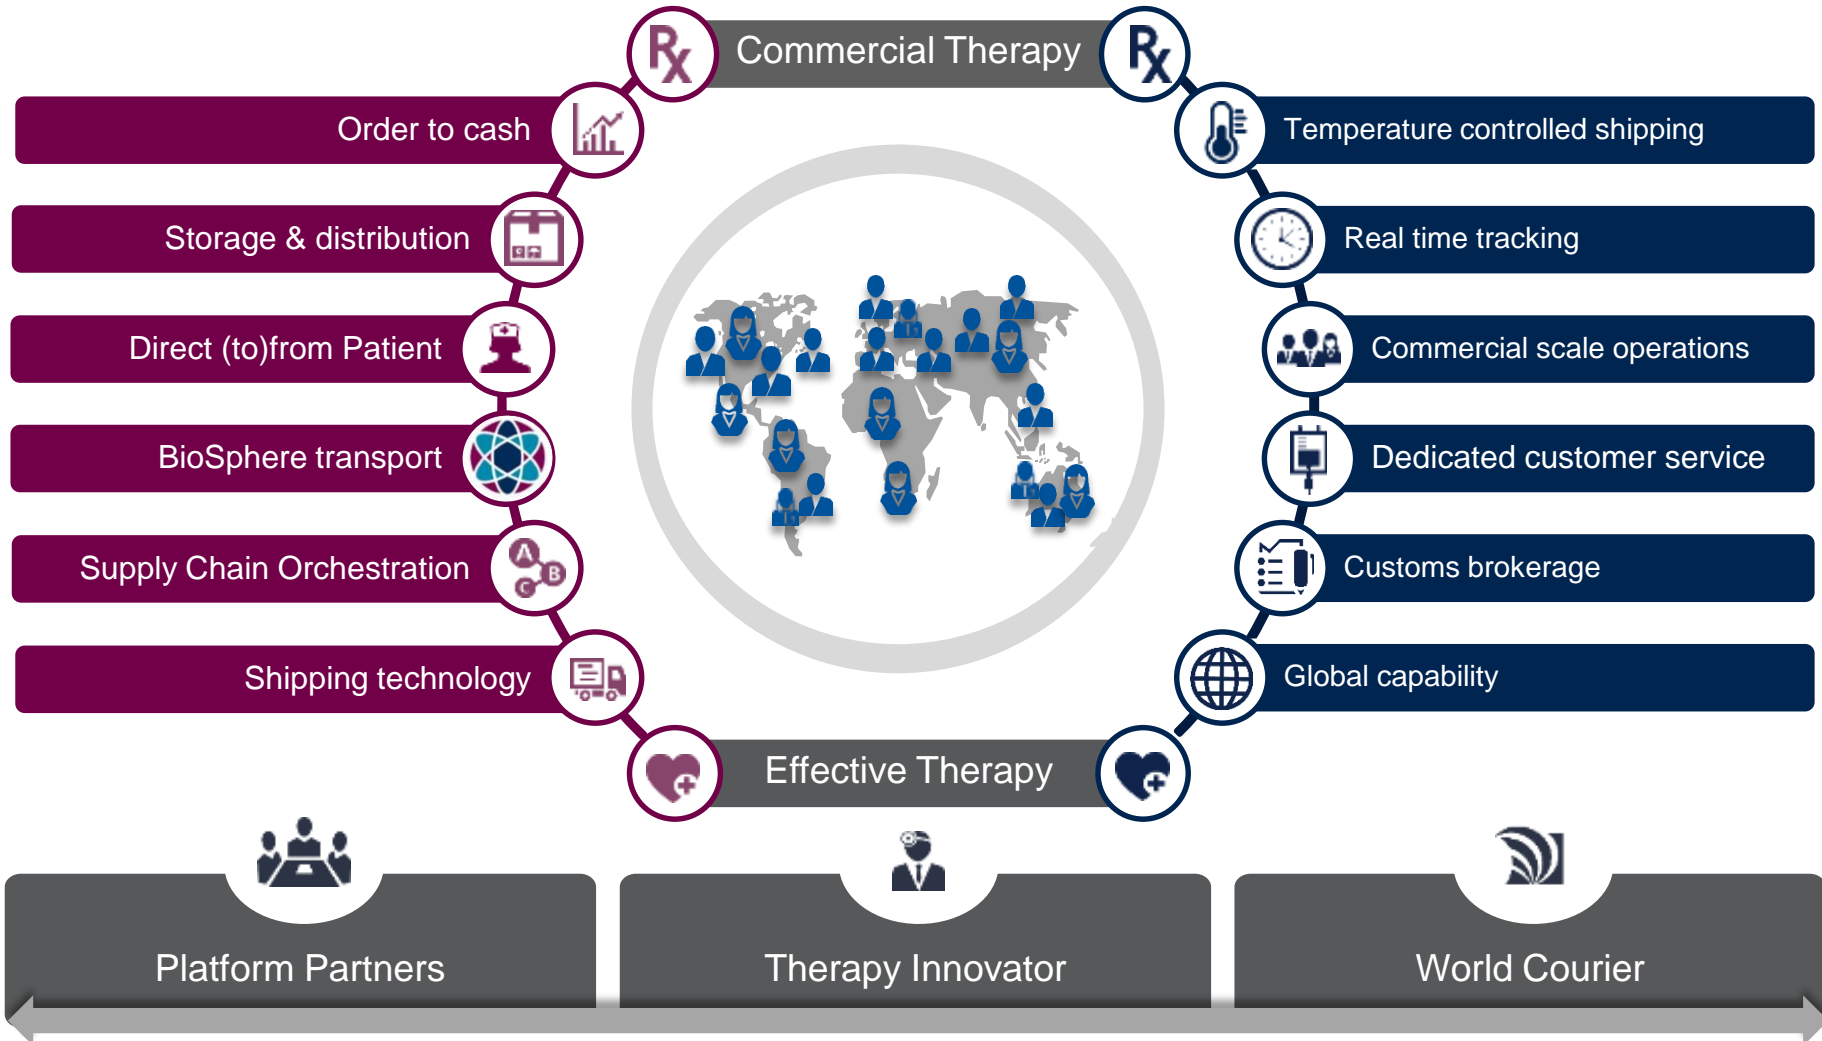 Rx
Commercial Therapy
Rx
Order to cash
Storage & distribution
Direct (to)from Patient
BioSphere transport
Supply Chain Orchestration
A
B
C
Shipping technology
Temperature controlled shipping
Real time tracking
Commercial scale operations
Dedicated customer service
Customs brokerage
Global capability
Effective Therapy
Platform Partners
Therapy Innovator
World Courier